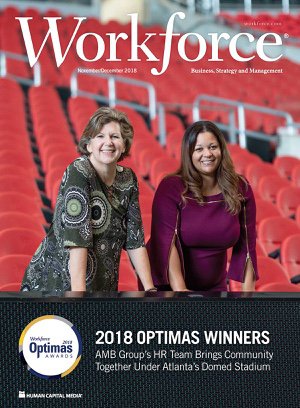 workforce.com
Workforce®
November/December 2018
Business, Strategy and Management
Workforce 2018
Optimas
AWARDS
2018 OPTIMAS WINNERS
AMB Group's HR Team Brings Community
Together Under Atlanta's Domed Stadium
HUMAN CAPITAL MEDIA